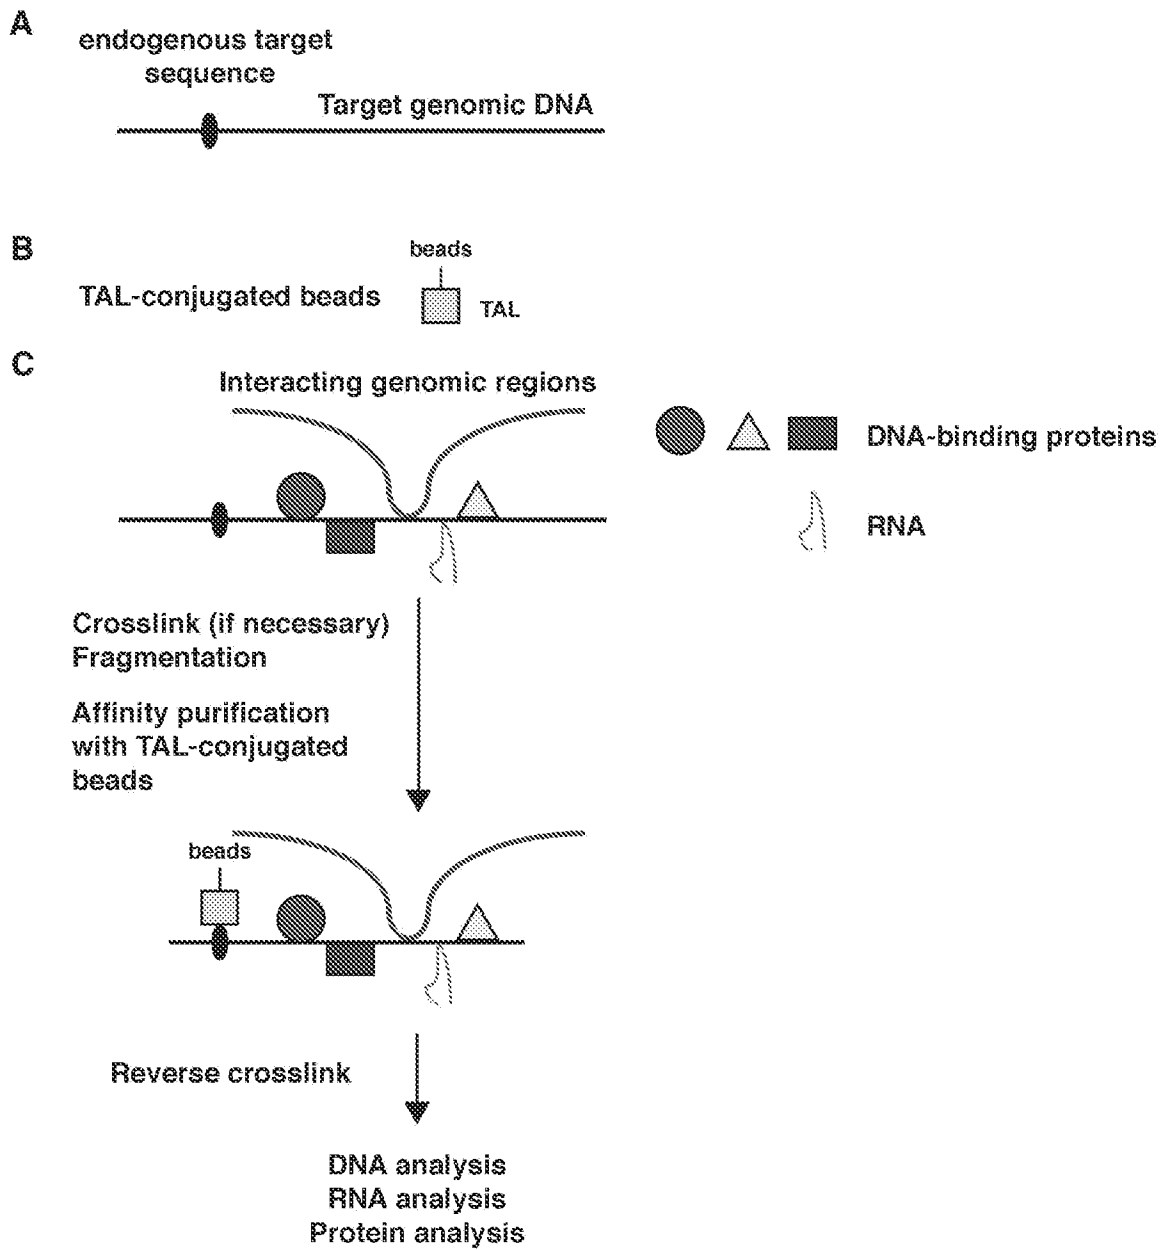 A
endogenous target
sequence
Target genomic DNA
B
beads
TAL-conjugated beads
TAL
C
Interacting genomic regions
DNA-binding proteins
RNA
Crosslink (if necessary)
Fragmentation
Affinity purification
with TAL-conjugated
beads
beads
Reverse crosslink
DNA analysis
RNA analysis
Protein analysis